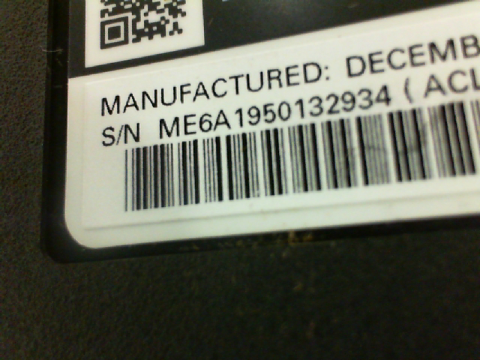 MANUFACTURED: DECEMB
S/N ME6A1950132934 ( ACL